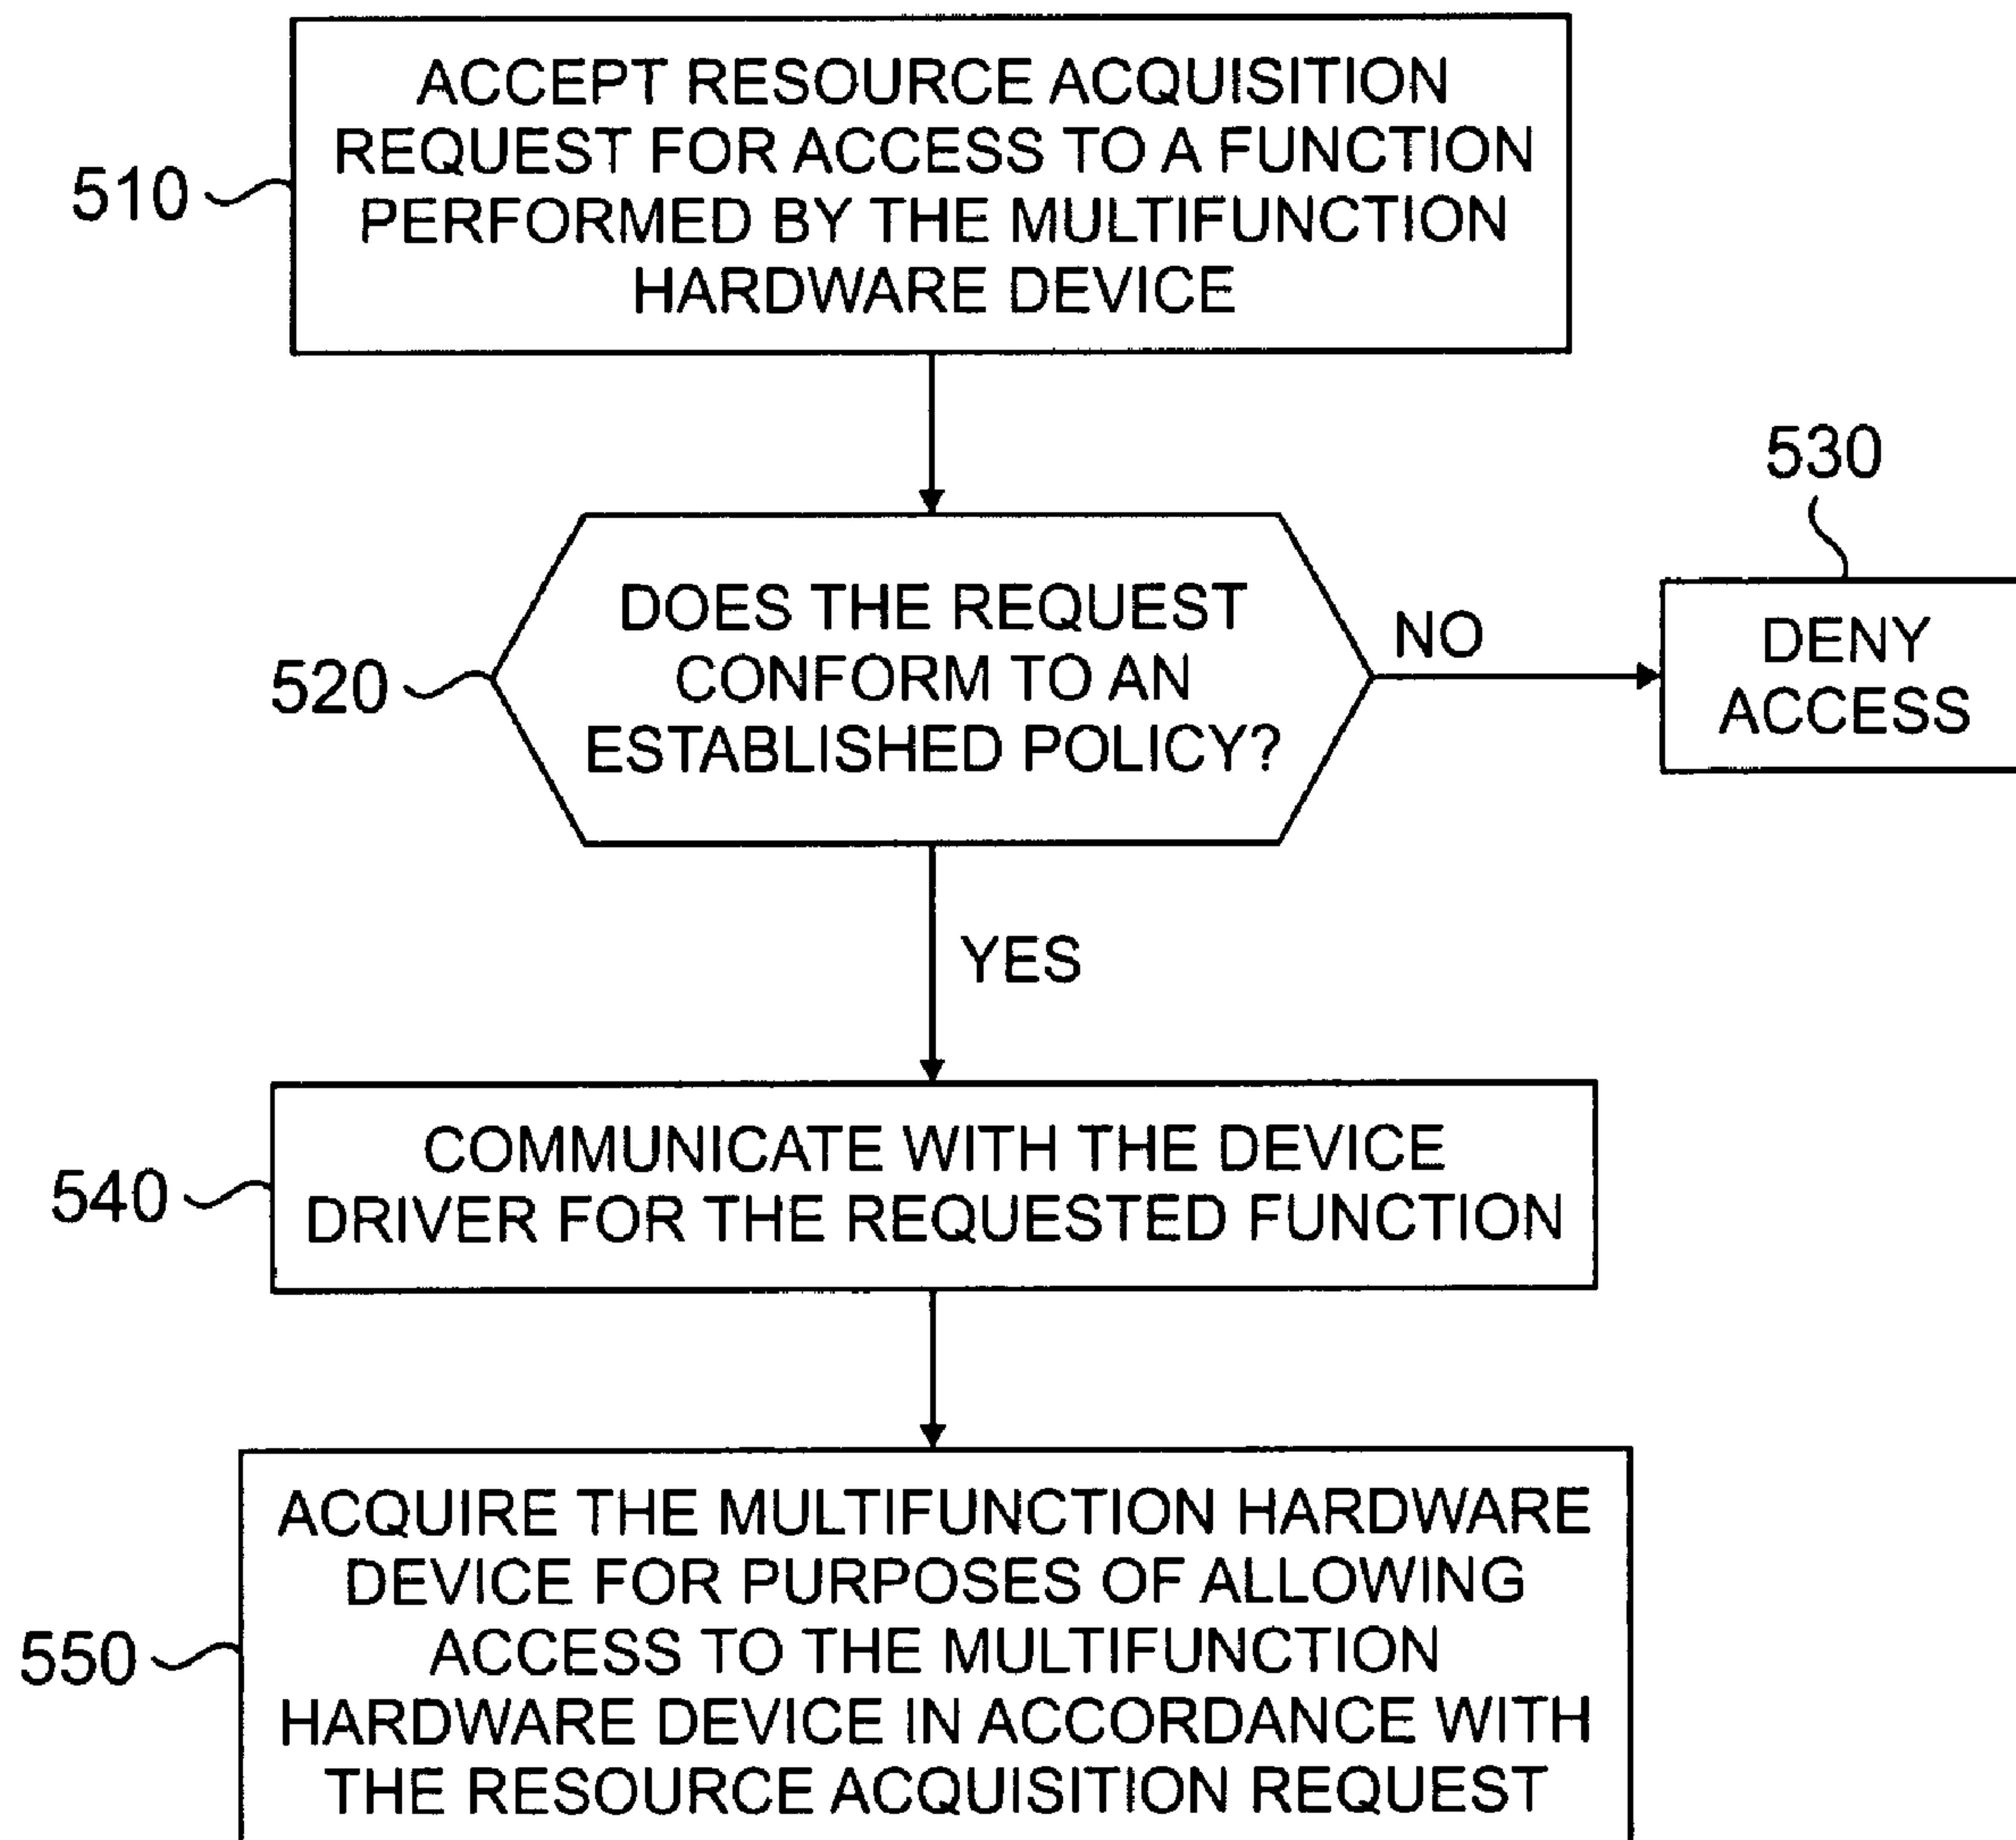 510
ACCEPT RESOURCE ACQUISITION
REQUEST FOR ACCESS TO A FUNCTION
PERFORMED BY THE MULTIFUNCTION
HARDWARE DEVICE
520
DOES THE REQUEST
CONFORM TO AN
ESTABLISHED POLICY?
NO
530
DENY
ACCESS
YES
540
COMMUNICATE WITH THE DEVICE
DRIVER FOR THE REQUESTED FUNCTION
550
ACQUIRE THE MULTIFUNCTION HARDWARE
DEVICE FOR PURPOSES OF ALLOWING
ACCESS TO THE MULTIFUNCTION
HARDWARE DEVICE IN ACCORDANCE WITH
THE RESOURCE ACQUISITION REQUEST